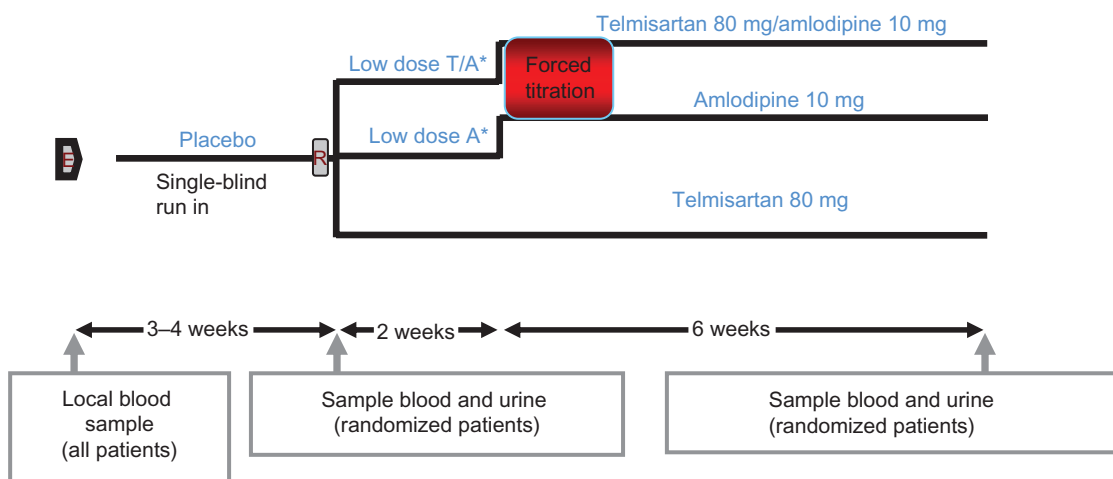 Telmisartan 80 mg/amlodipine 10 mg
Low dose T/A*
Forced
titration
Amlodipine 10 mg
Low dose A*
Placebo
E
R
Single-blind
run in
Telmisartan 80 mg
3–4 weeks
2 weeks
6 weeks
Local blood
sample
(all patients)
Sample blood and urine
(randomized patients)
Sample blood and urine
(randomized patients)